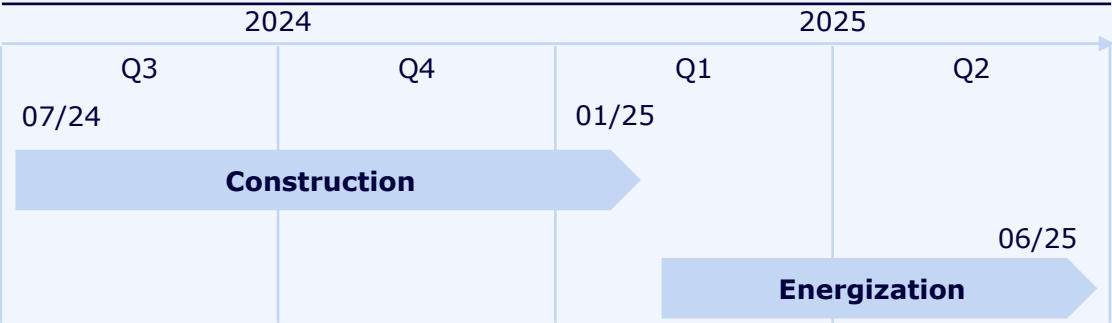 2024 2025
Q3 Q4 Q1 Q2
07/24 01/25
Construction
06/25
Energization